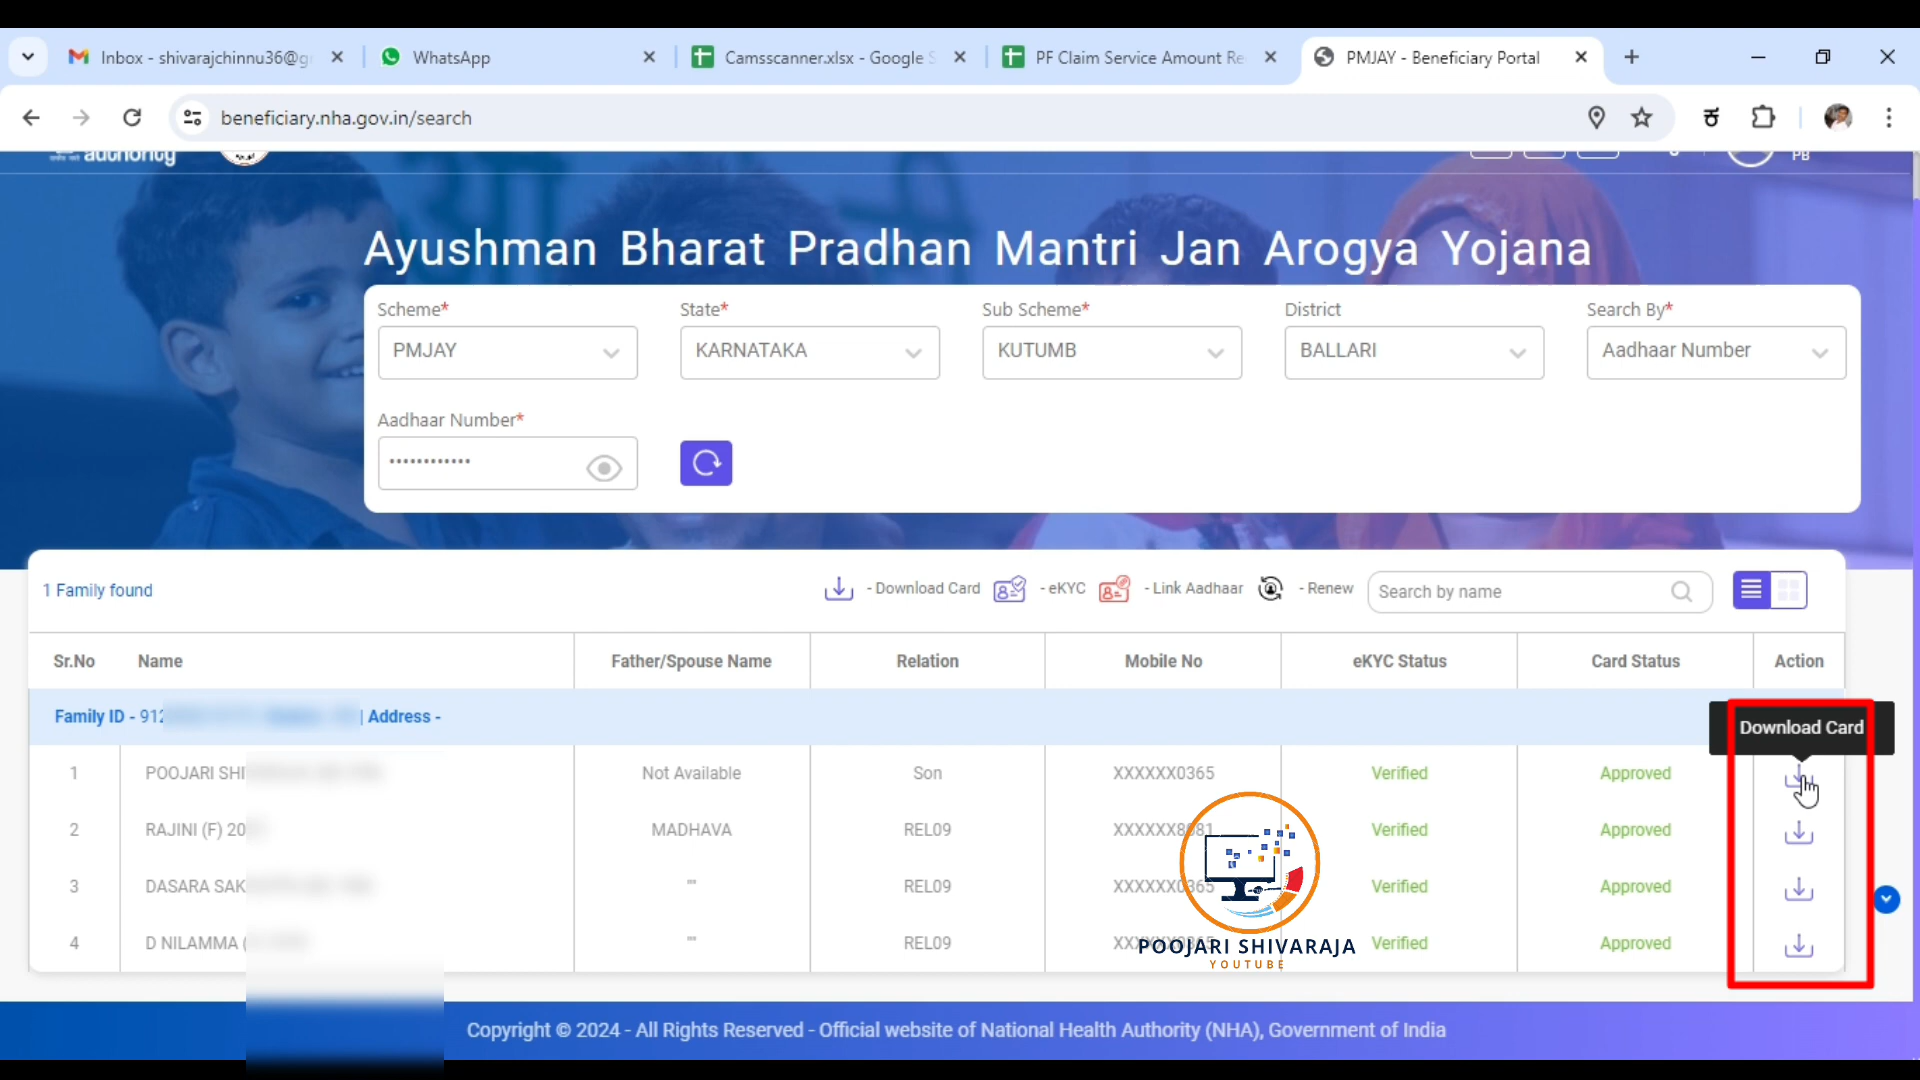 Inbox - shivarajchinnu36@g
WhatsApp
Camsscanner.xlsx - Google S
PF Claim Service Amount Re
PMJAY - Beneficiary Portal
beneficiary.nha.gov.in/search
ಕ
authority
PB
Ayushman Bharat Pradhan Mantri Jan Arogya Yojana
Scheme* State* Sub Scheme* District Search By*
PMJAY KARNATAKA KUTUMB BALLARI Aadhaar Number
Aadhaar Number*
••••••••••••
1 Family found - Download Card - eKYC - Link Aadhaar - Renew Search by name
Sr.No Name Father/Spouse Name Relation Mobile No eKYC Status Card Status Action
Family ID - 912 | Address -
Download Card
1 POOJARI SHI Not Available Son XXXXXX0365 Verified Approved
2 RAJINI (F) 20 MADHAVA REL09 XXXXXX8081 Verified Approved
3 DASARA SAK "" REL09 XXXXXX0365 Verified Approved
4 D NILAMMA ( "" REL09 Verified Approved
POOJARI SHIVARAJA
YOUTUBE
Copyright © 2024 - All Rights Reserved - Official website of National Health Authority (NHA), Government of India